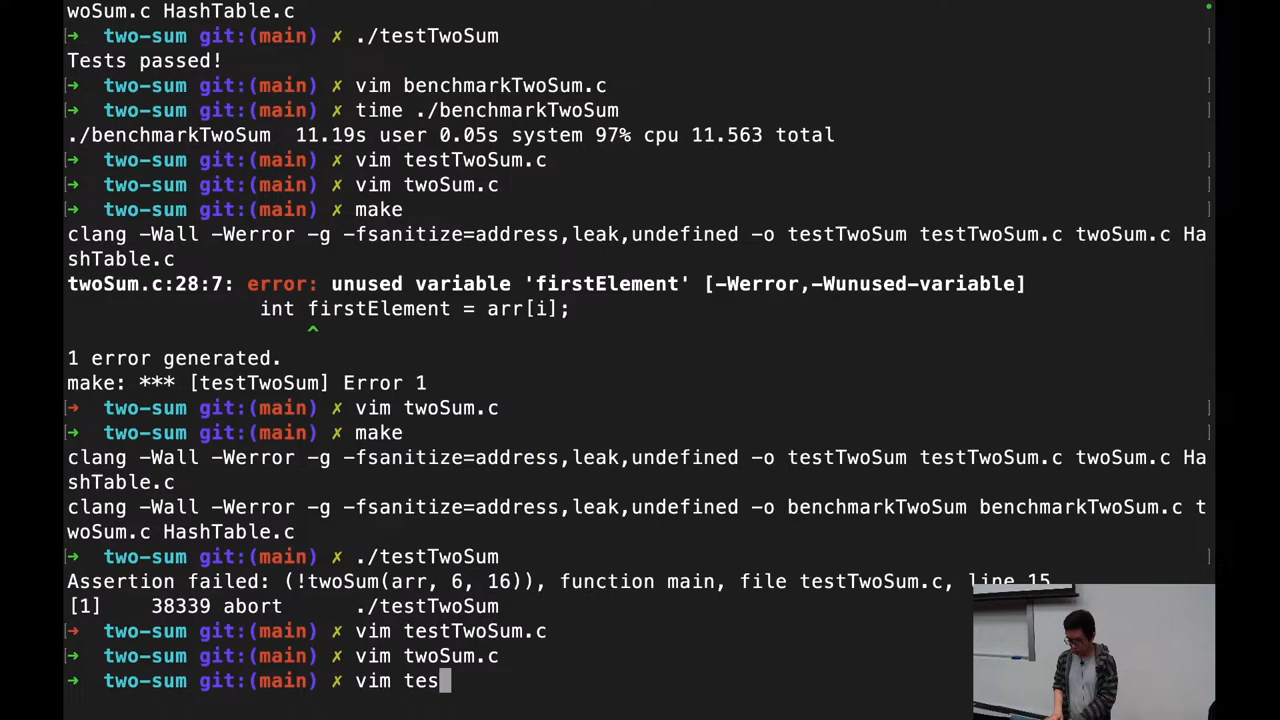 woSum.c HashTable.c
➜ two-sum git:(main) ✗ ./testTwoSum
Tests passed!
➜ two-sum git:(main) ✗ vim benchmarkTwoSum.c
➜ two-sum git:(main) ✗ time ./benchmarkTwoSum
./benchmarkTwoSum 11.19s user 0.05s system 97% cpu 11.563 total
➜ two-sum git:(main) ✗ vim testTwoSum.c
➜ two-sum git:(main) ✗ vim twoSum.c
➜ two-sum git:(main) ✗ make
clang -Wall -Werror -g -fsanitize=address,leak,undefined -o testTwoSum testTwoSum.c twoSum.c Ha
shTable.c
twoSum.c:28:7: error: unused variable 'firstElement' [-Werror,-Wunused-variable]
int firstElement = arr[i];
^
1 error generated.
make: *** [testTwoSum] Error 1
➜ two-sum git:(main) ✗ vim twoSum.c
➜ two-sum git:(main) ✗ make
clang -Wall -Werror -g -fsanitize=address,leak,undefined -o testTwoSum testTwoSum.c twoSum.c Ha
shTable.c
clang -Wall -Werror -g -fsanitize=address,leak,undefined -o benchmarkTwoSum benchmarkTwoSum.c t
woSum.c HashTable.c
➜ two-sum git:(main) ✗ ./testTwoSum
Assertion failed: (!twoSum(arr, 6, 16)), function main, file testTwoSum.c, line 15.
[1] 38339 abort ./testTwoSum
➜ two-sum git:(main) ✗ vim testTwoSum.c
➜ two-sum git:(main) ✗ vim twoSum.c
➜ two-sum git:(main) ✗ vim tes